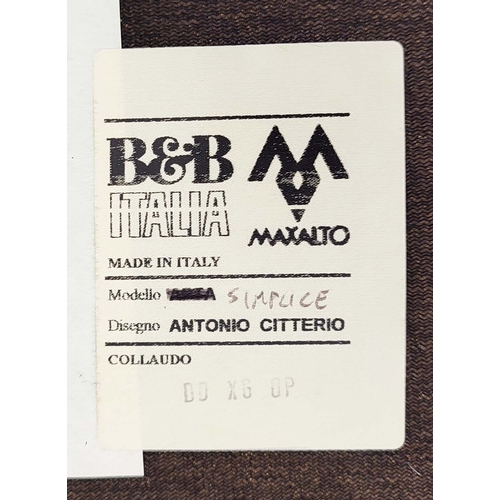 B&B
ITALIA
MAXALTO
MADE IN ITALY
Modello SIMPLICE
Disegno ANTONIO CITTERIO
COLLAUDO
DD XG OP